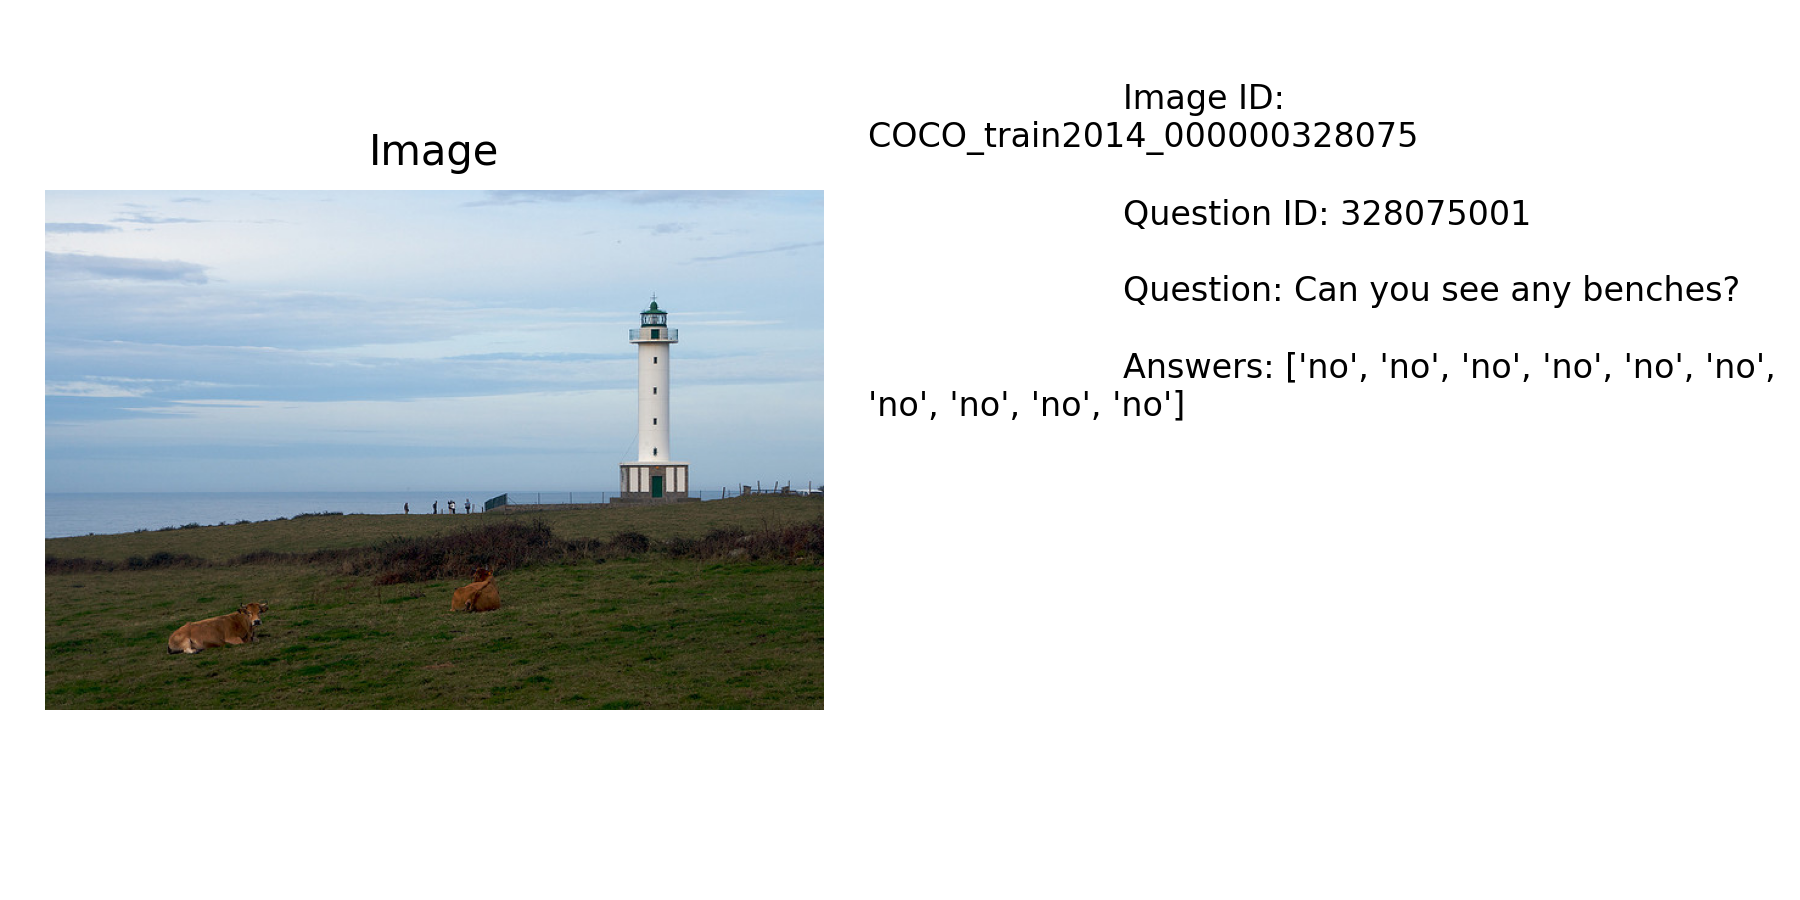 Image
Image ID:
COCO_train2014_000000328075
Question ID: 328075001
Question: Can you see any benches?
Answers: ['no', 'no', 'no', 'no', 'no', 'no',
'no', 'no', 'no', 'no']